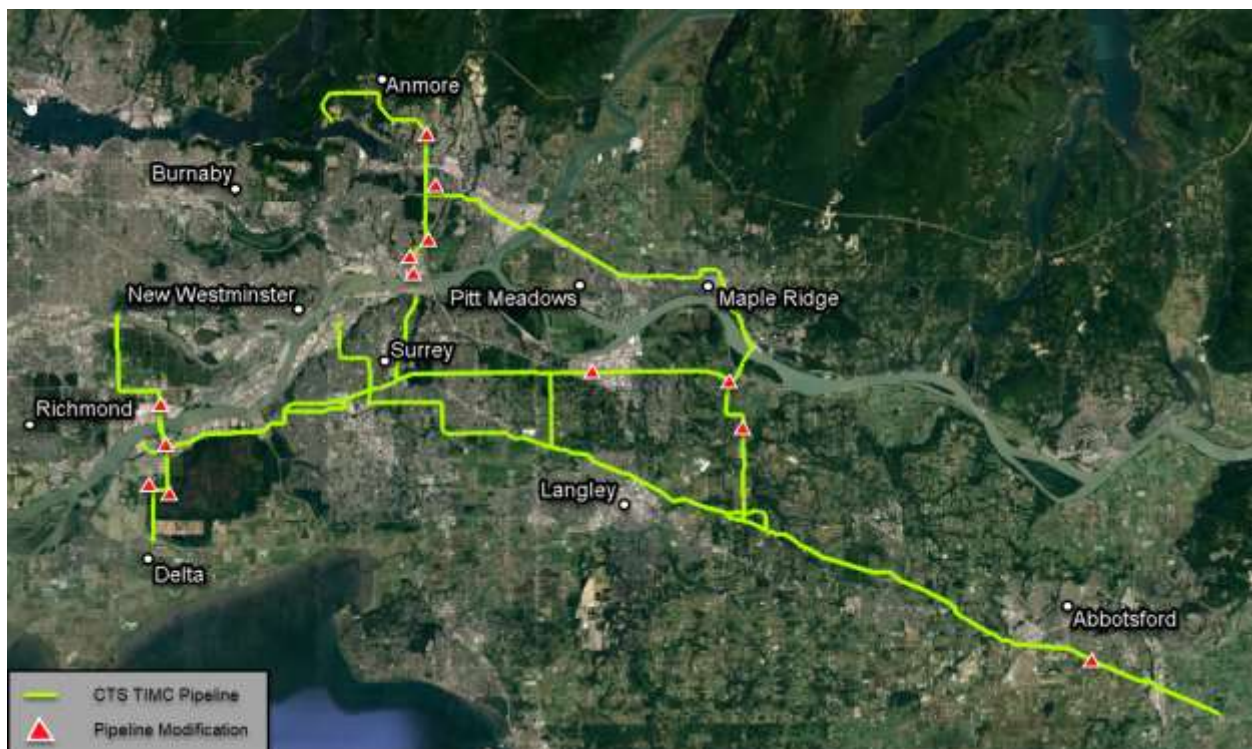 Anmore
Burnaby
New Westminster
Pitt Meadows
Maple Ridge
Surrey
Richmond
Langley
Delta
Abbotsford
CTS TIMC Pipeline
Pipeline Modification